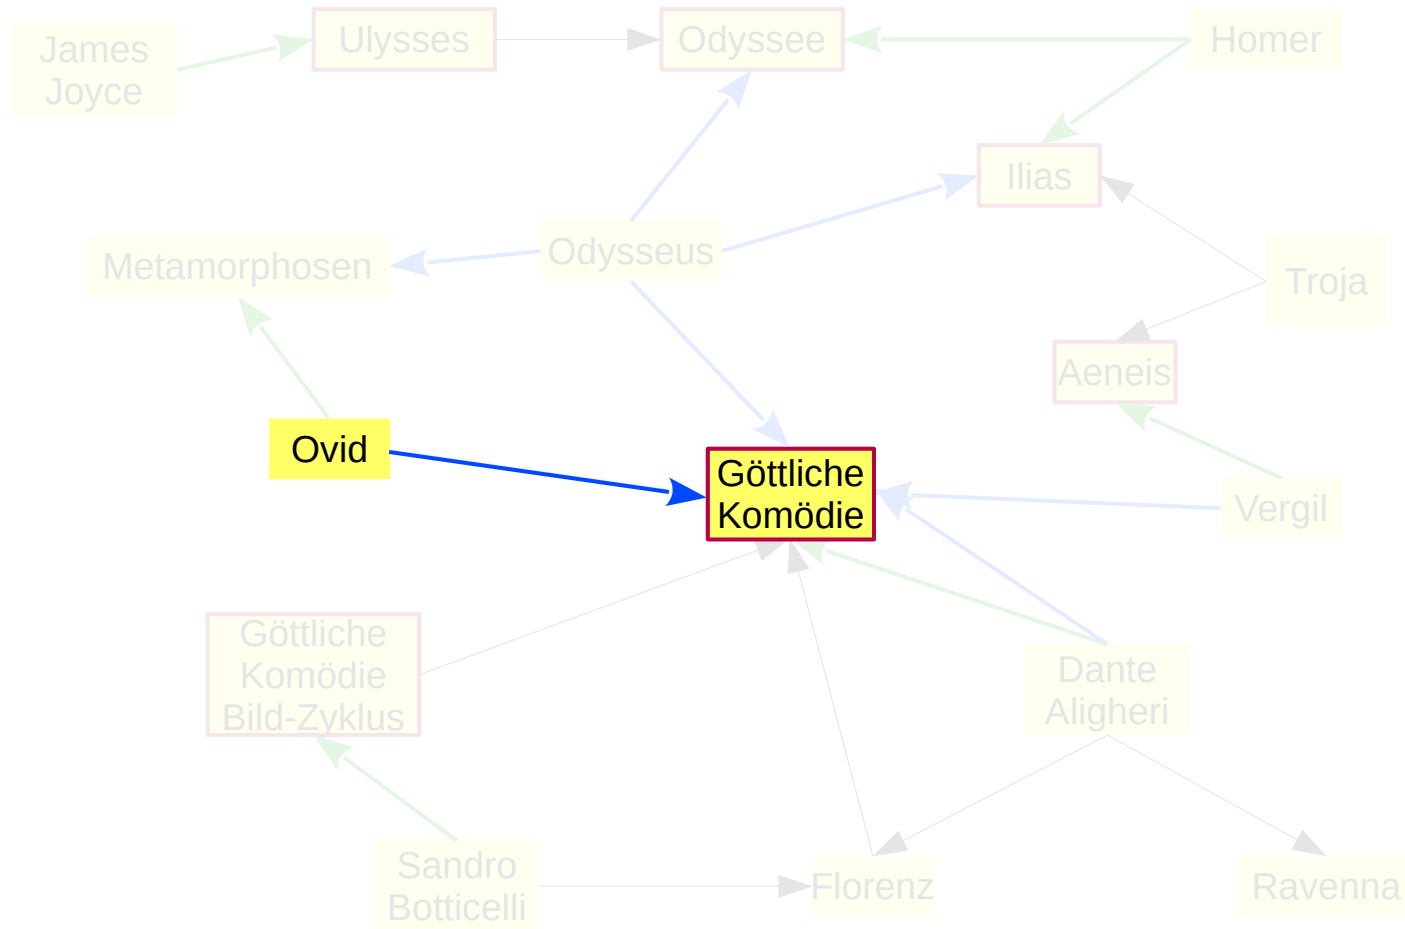 James
Joyce
Ulysses
Odyssee
Homer
Ilias
Metamorphosen
Odysseus
Troja
Aeneis
Ovid
Göttliche
Komödie
Vergil
Göttliche
Komödie
Bild-Zyklus
Dante
Aligheri
Sandro
Botticelli
Florenz
Ravenna